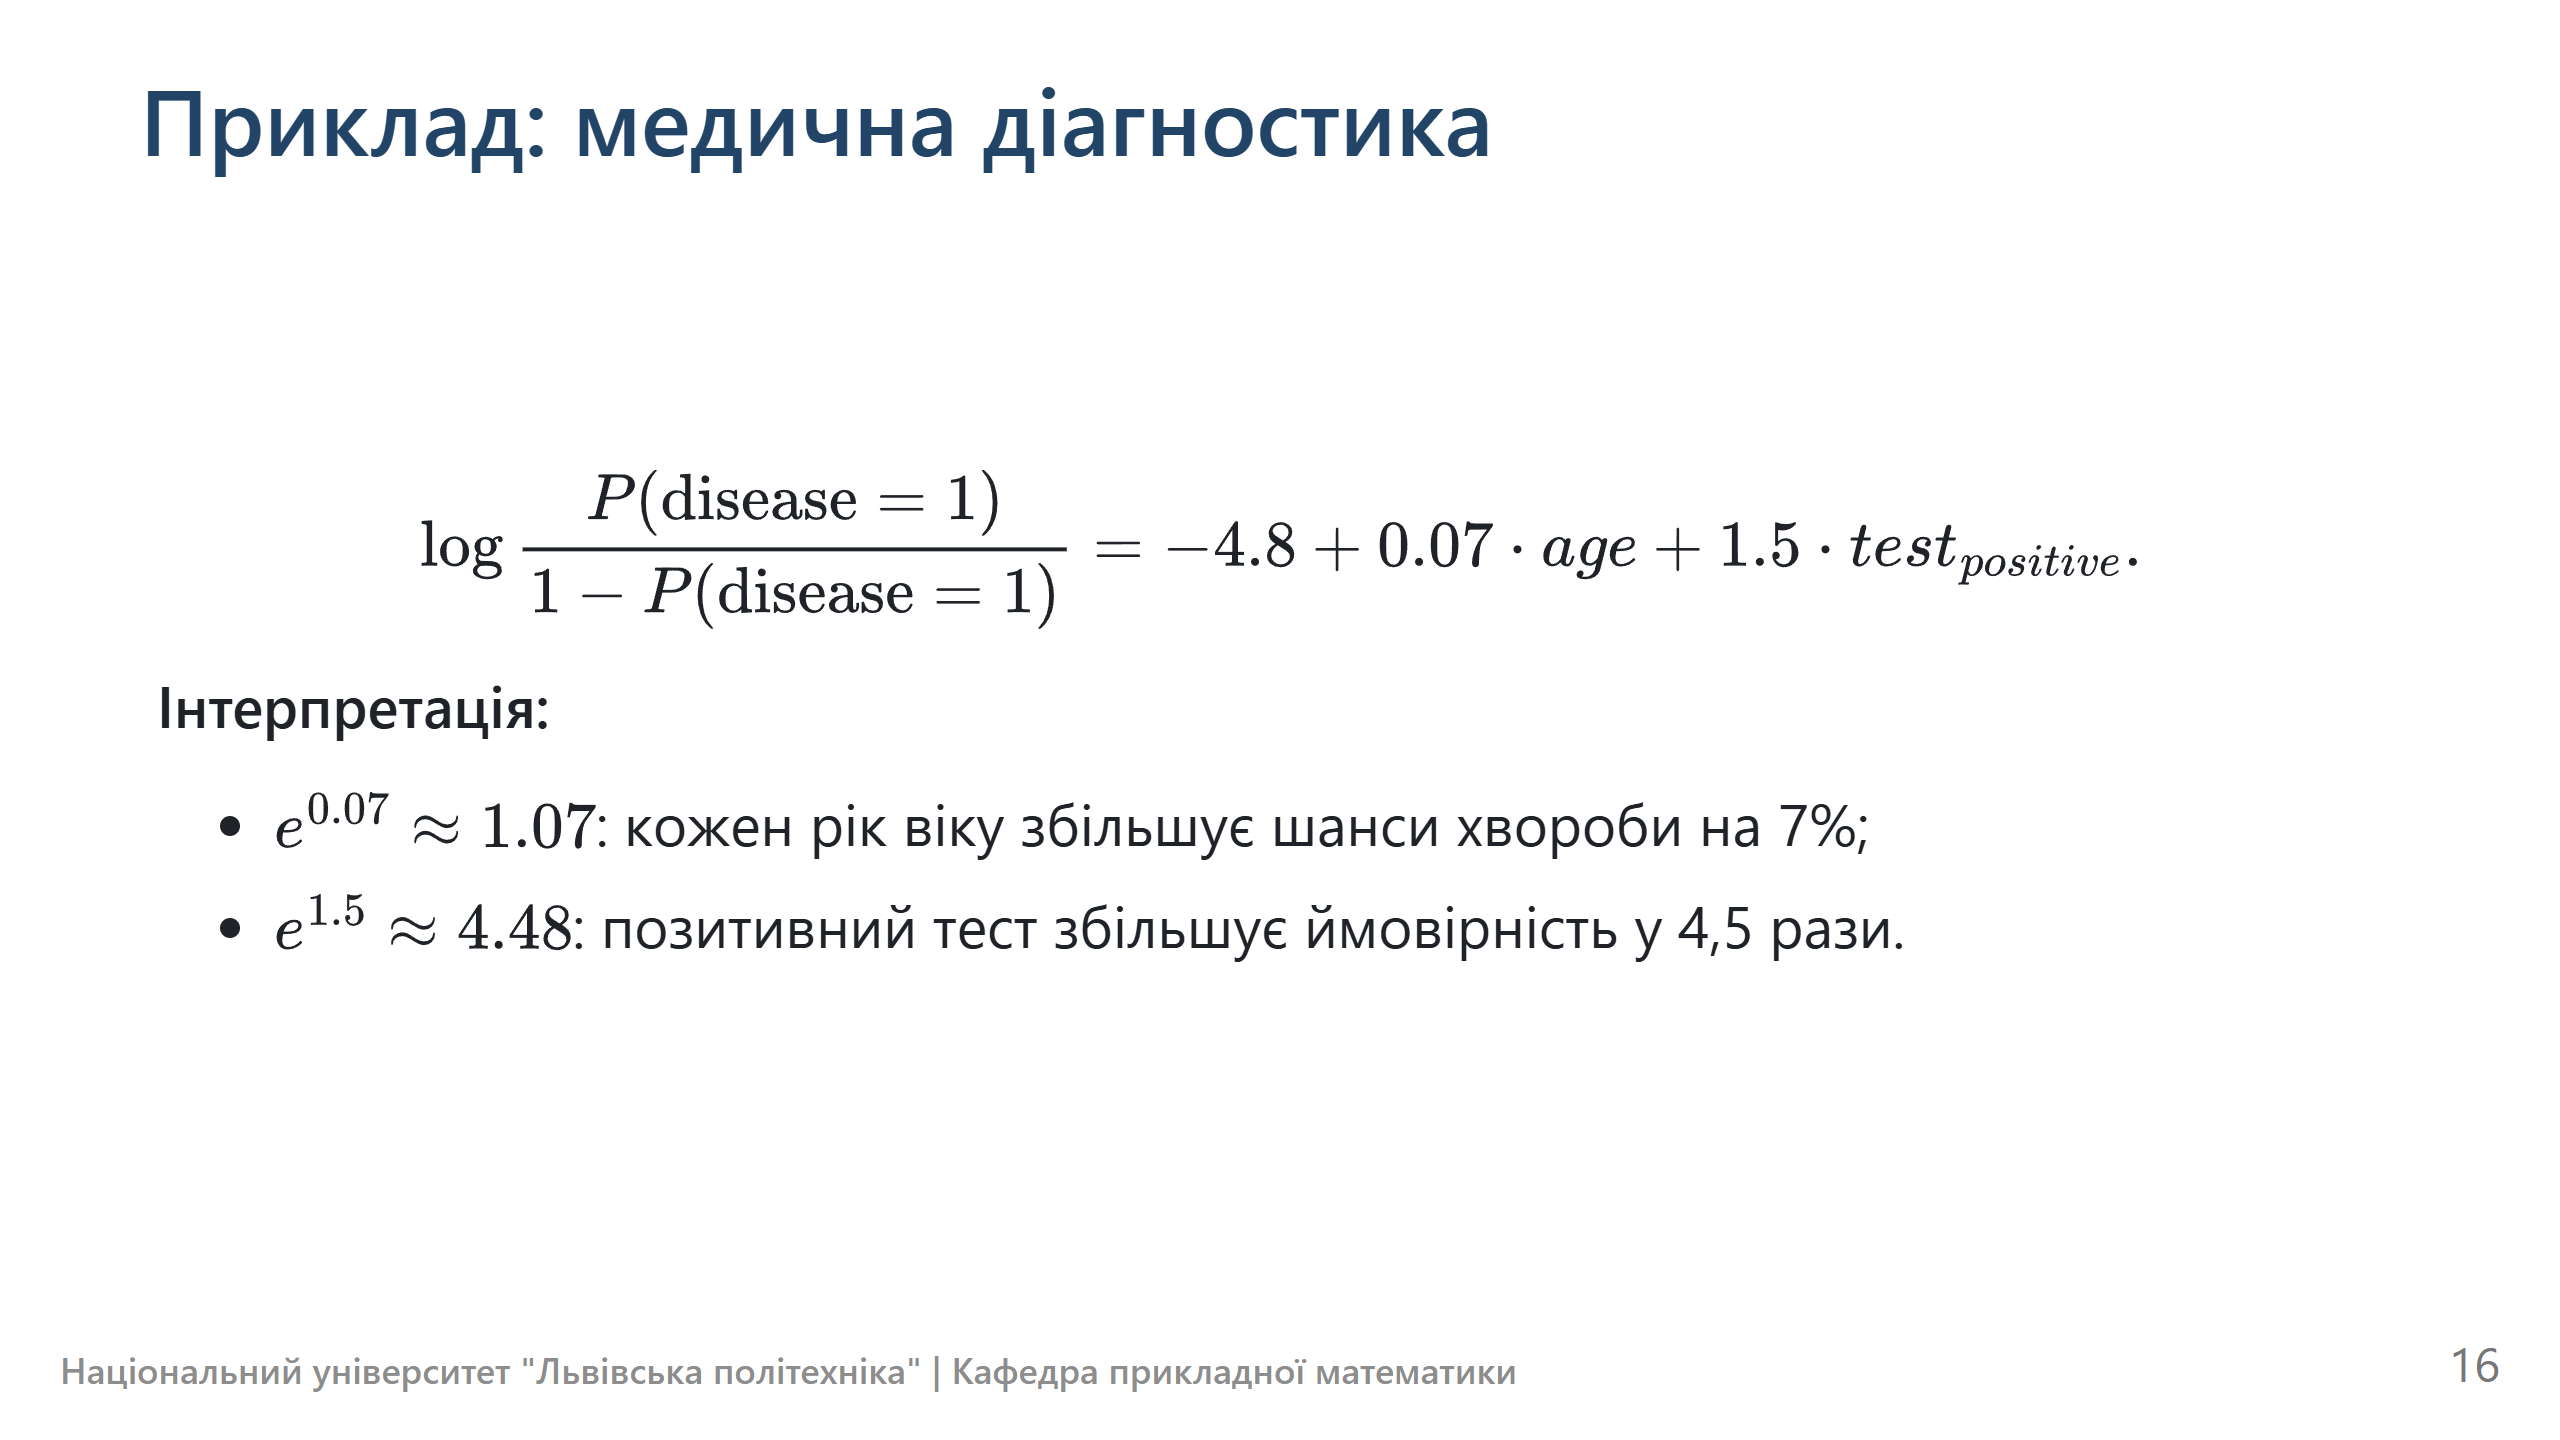 Приклад: медична діагностика
log P(disease = 1) / 1 − P(disease = 1) = −4.8 + 0.07 · age + 1.5 · test_positive.
Інтерпретація:
• e^0.07 ≈ 1.07: кожен рік віку збільшує шанси хвороби на 7%;
• e^1.5 ≈ 4.48: позитивний тест збільшує ймовірність у 4,5 рази.
Національний університет "Львівська політехніка" | Кафедра прикладної математики
16